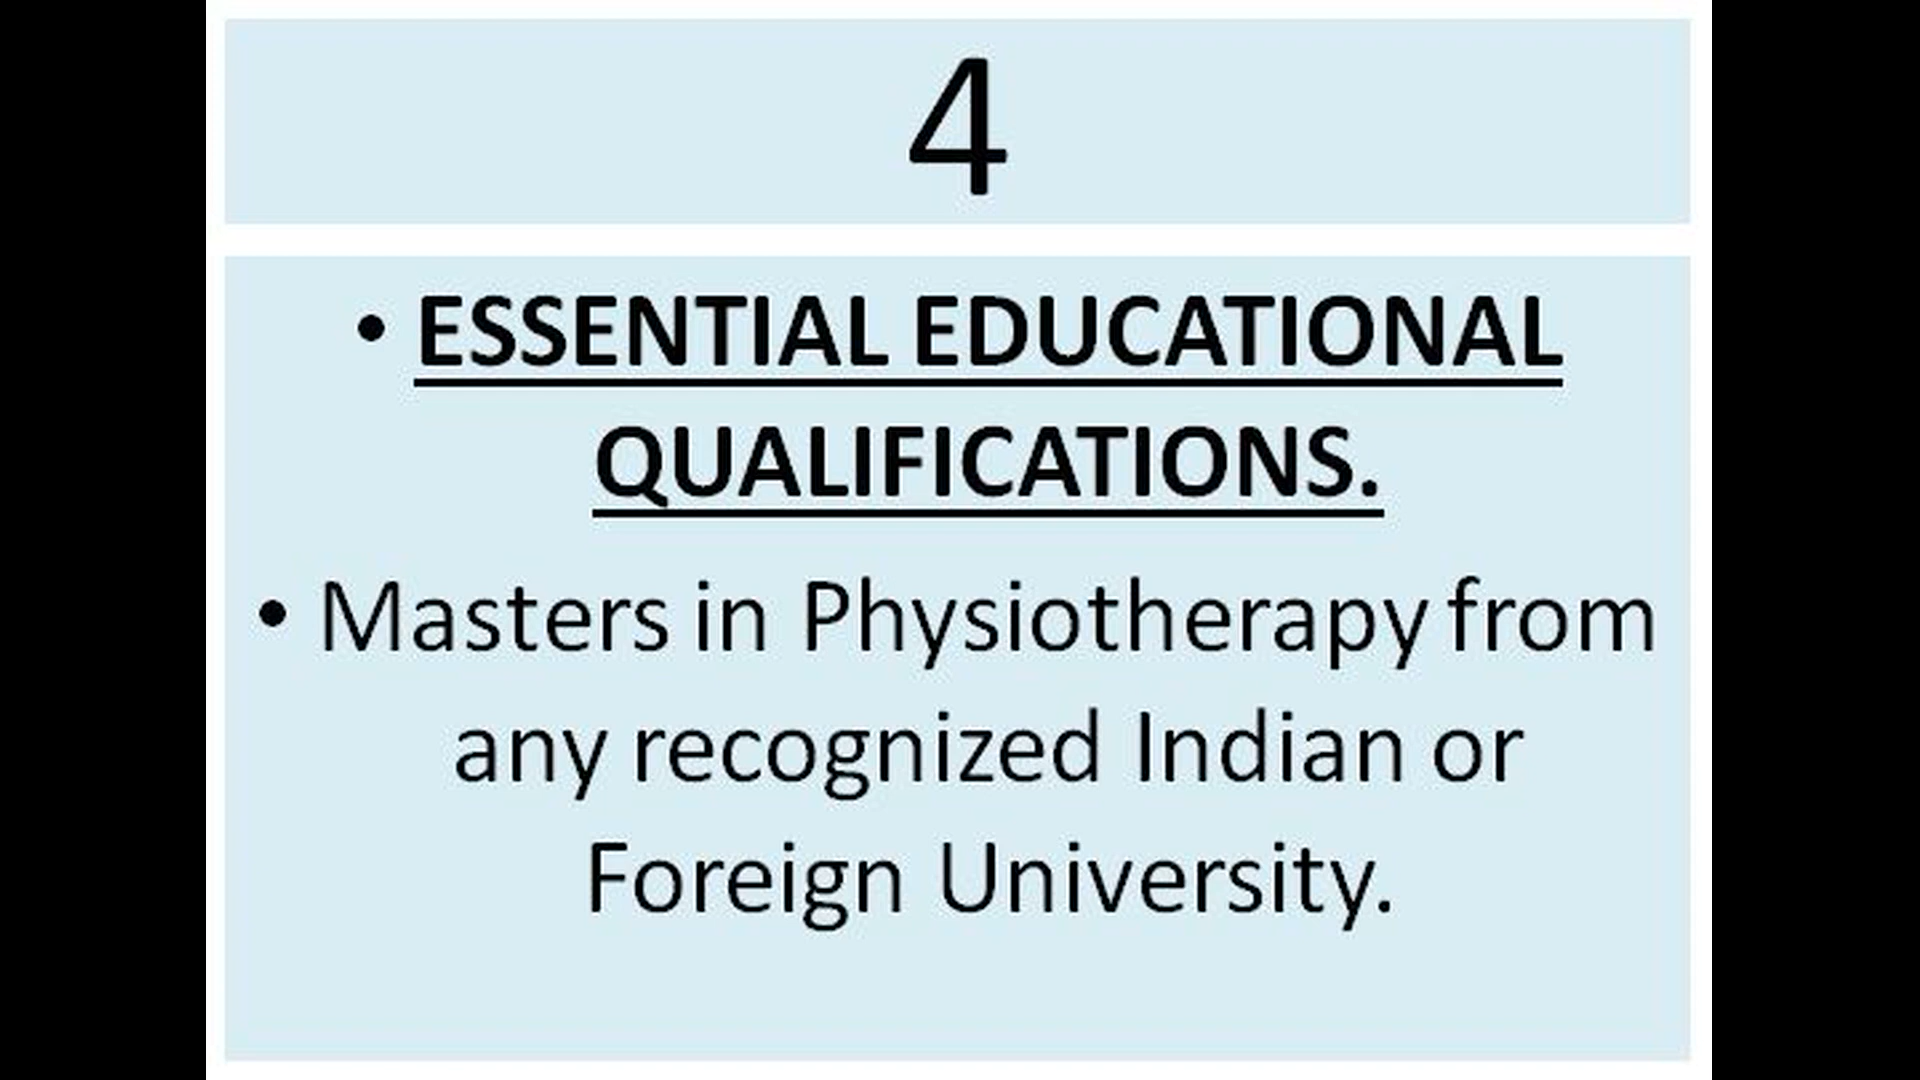 4
• ESSENTIAL EDUCATIONAL
QUALIFICATIONS.
• Masters in Physiotherapy from
any recognized Indian or
Foreign University.